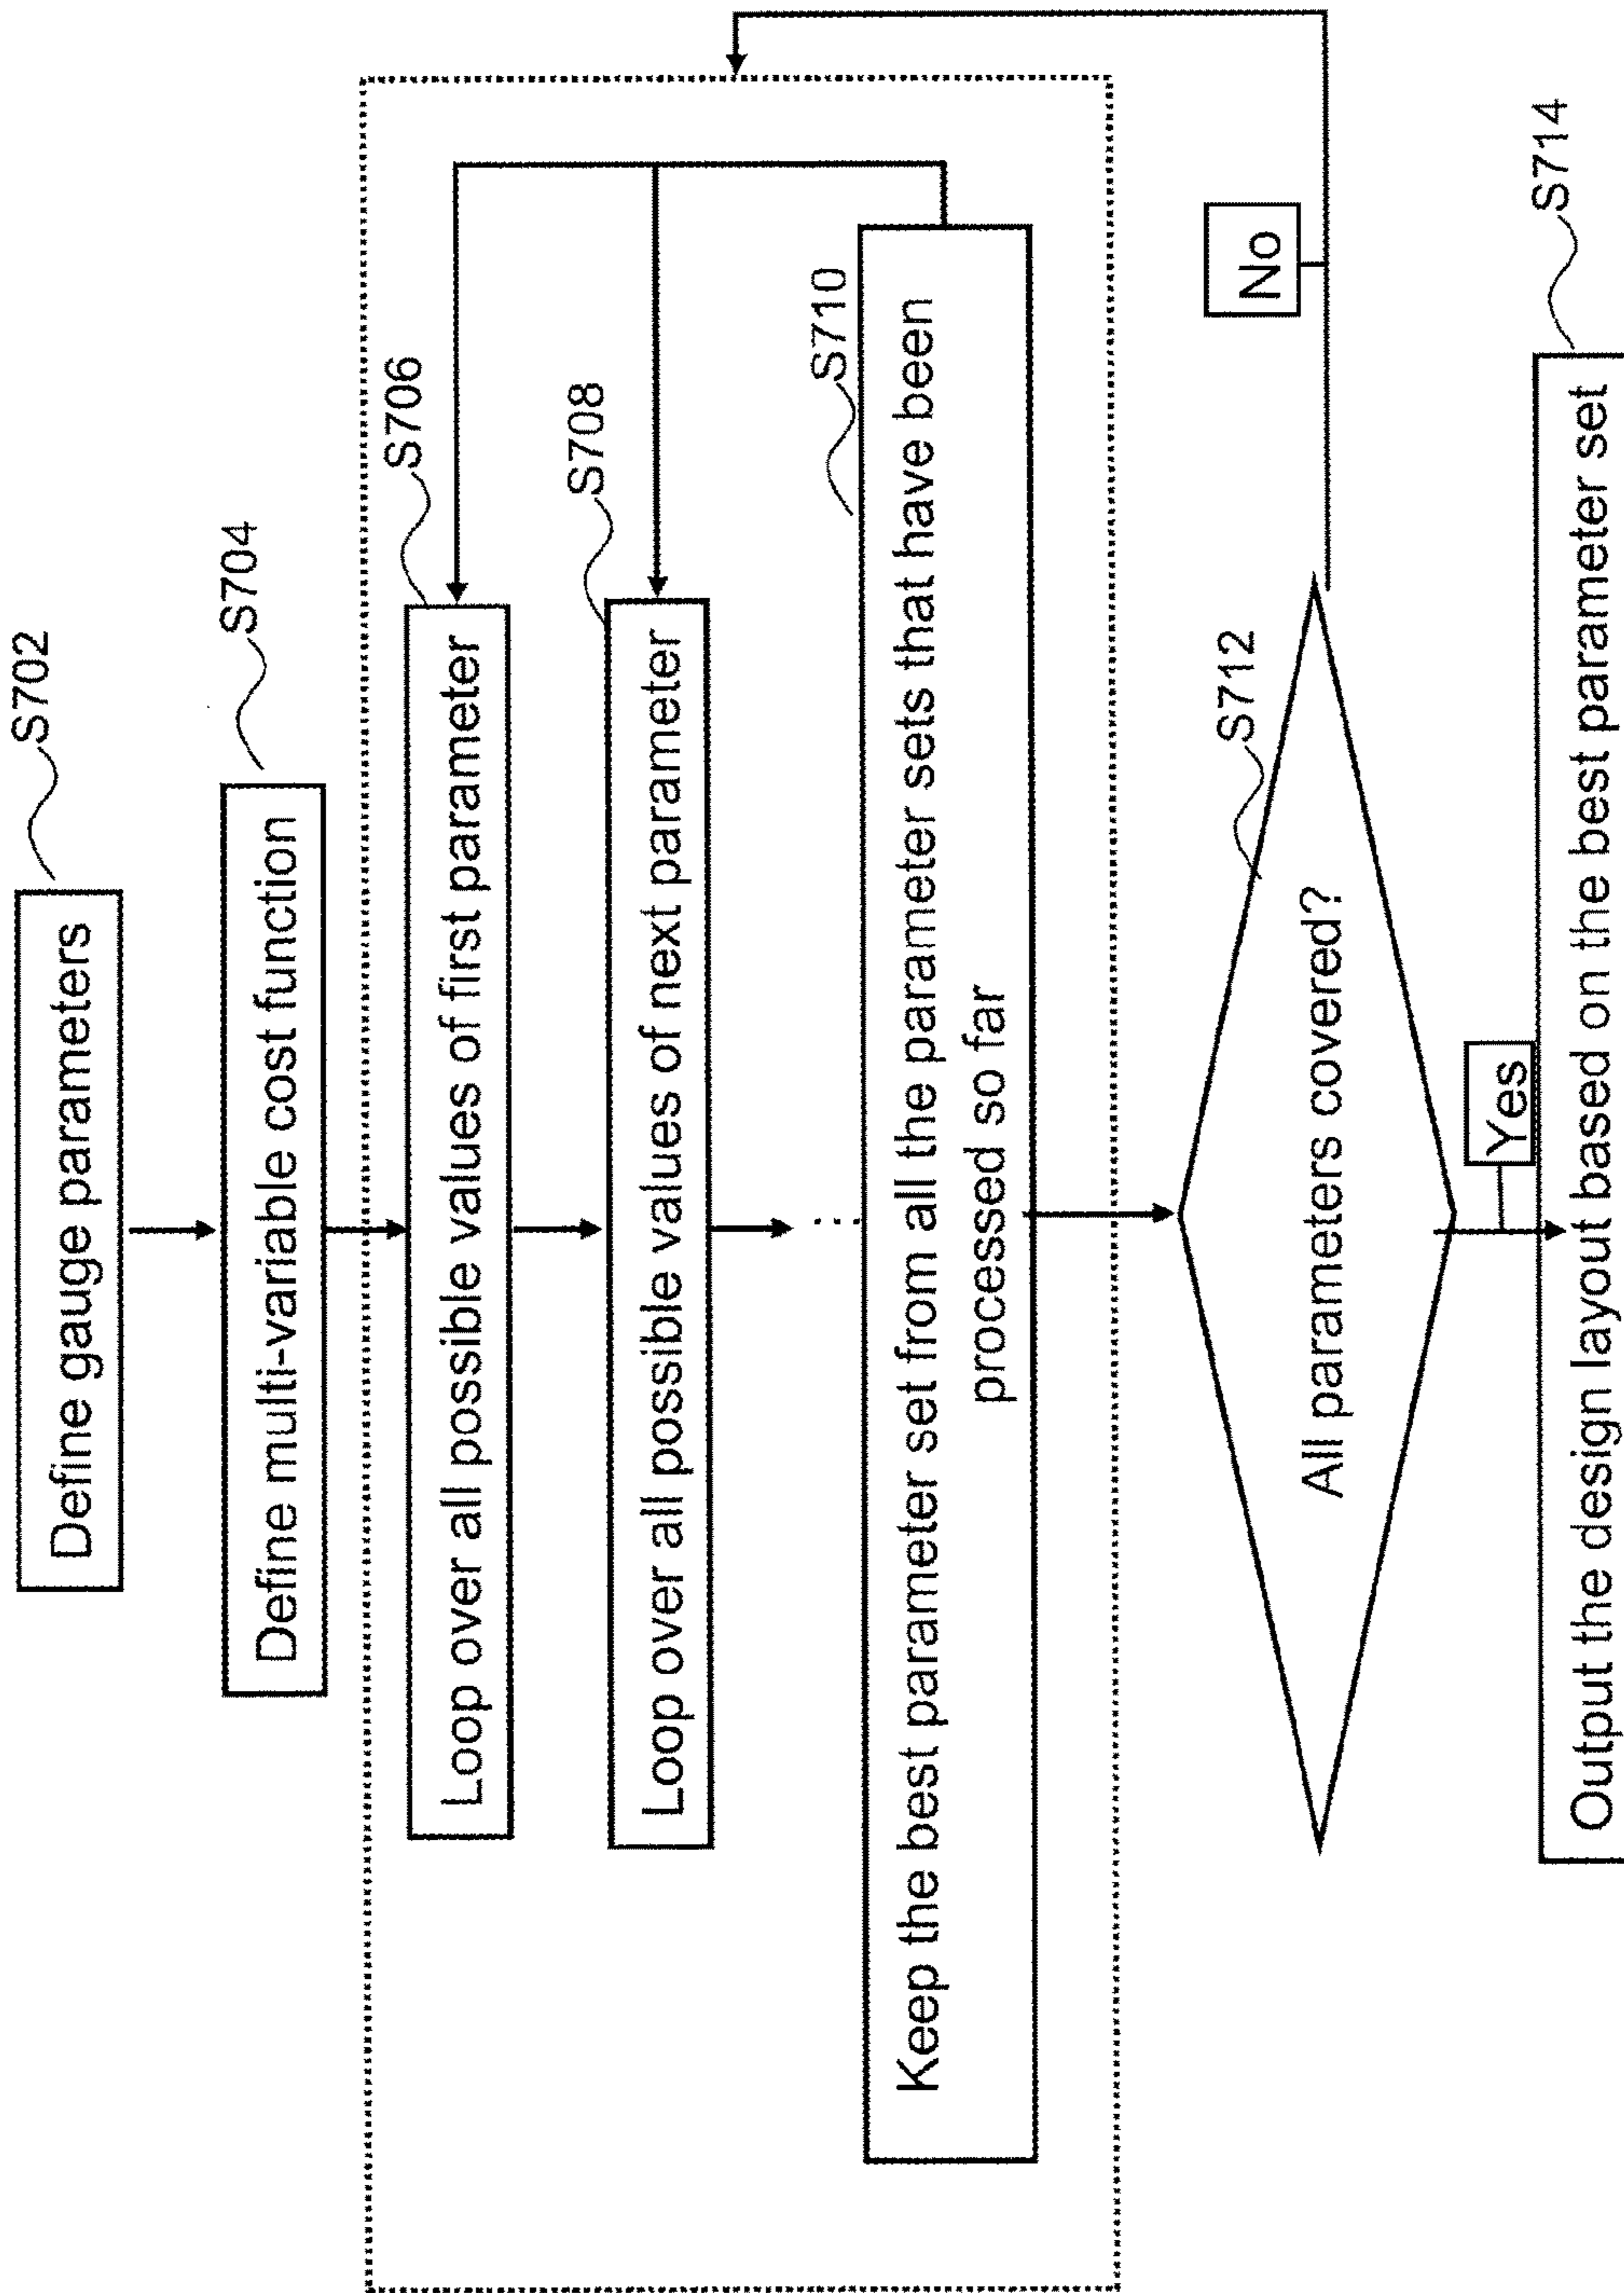 S702
Define gauge parameters
S704
Define multi-variable cost function
S706
Loop over all possible values of first parameter
S708
Loop over all possible values of next parameter
...
S710
Keep the best parameter set from all the parameter sets that have been
processed so far
S712
All parameters covered?
No
Yes
S714
Output the design layout based on the best parameter set